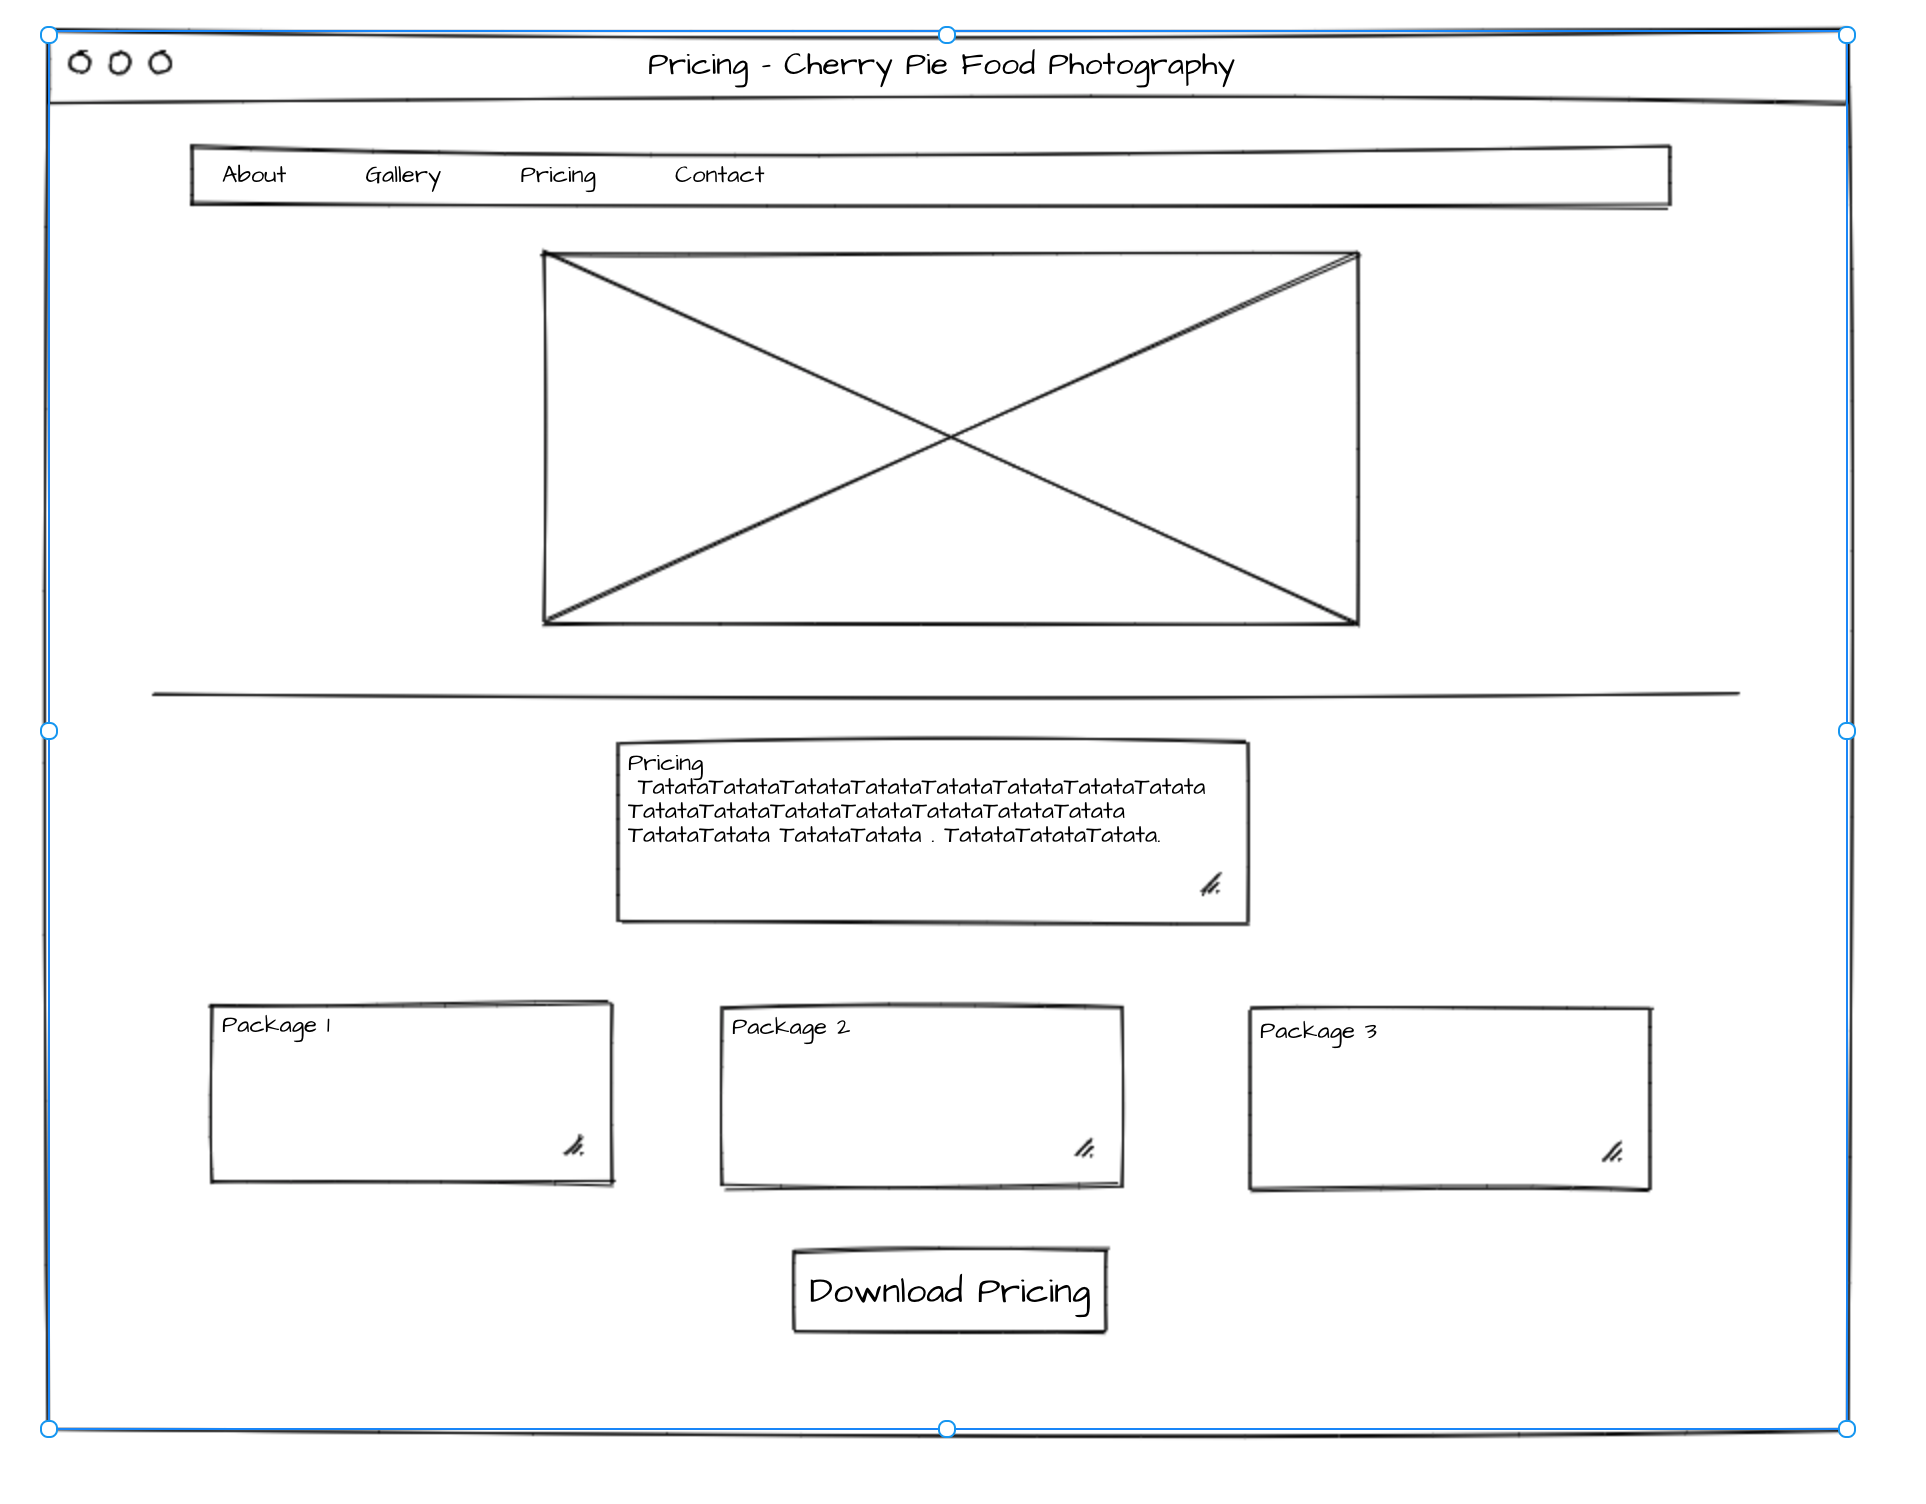 Pricing - Cherry Pie Food Photography
About Gallery Pricing Contact
Pricing
TatataTatataTatataTatataTatataTatataTatataTatata
TatataTatataTatataTatataTatataTatataTatata
TatataTatata TatataTatata . TatataTatataTatata.
Package 1
Package 2
Package 3
Download Pricing